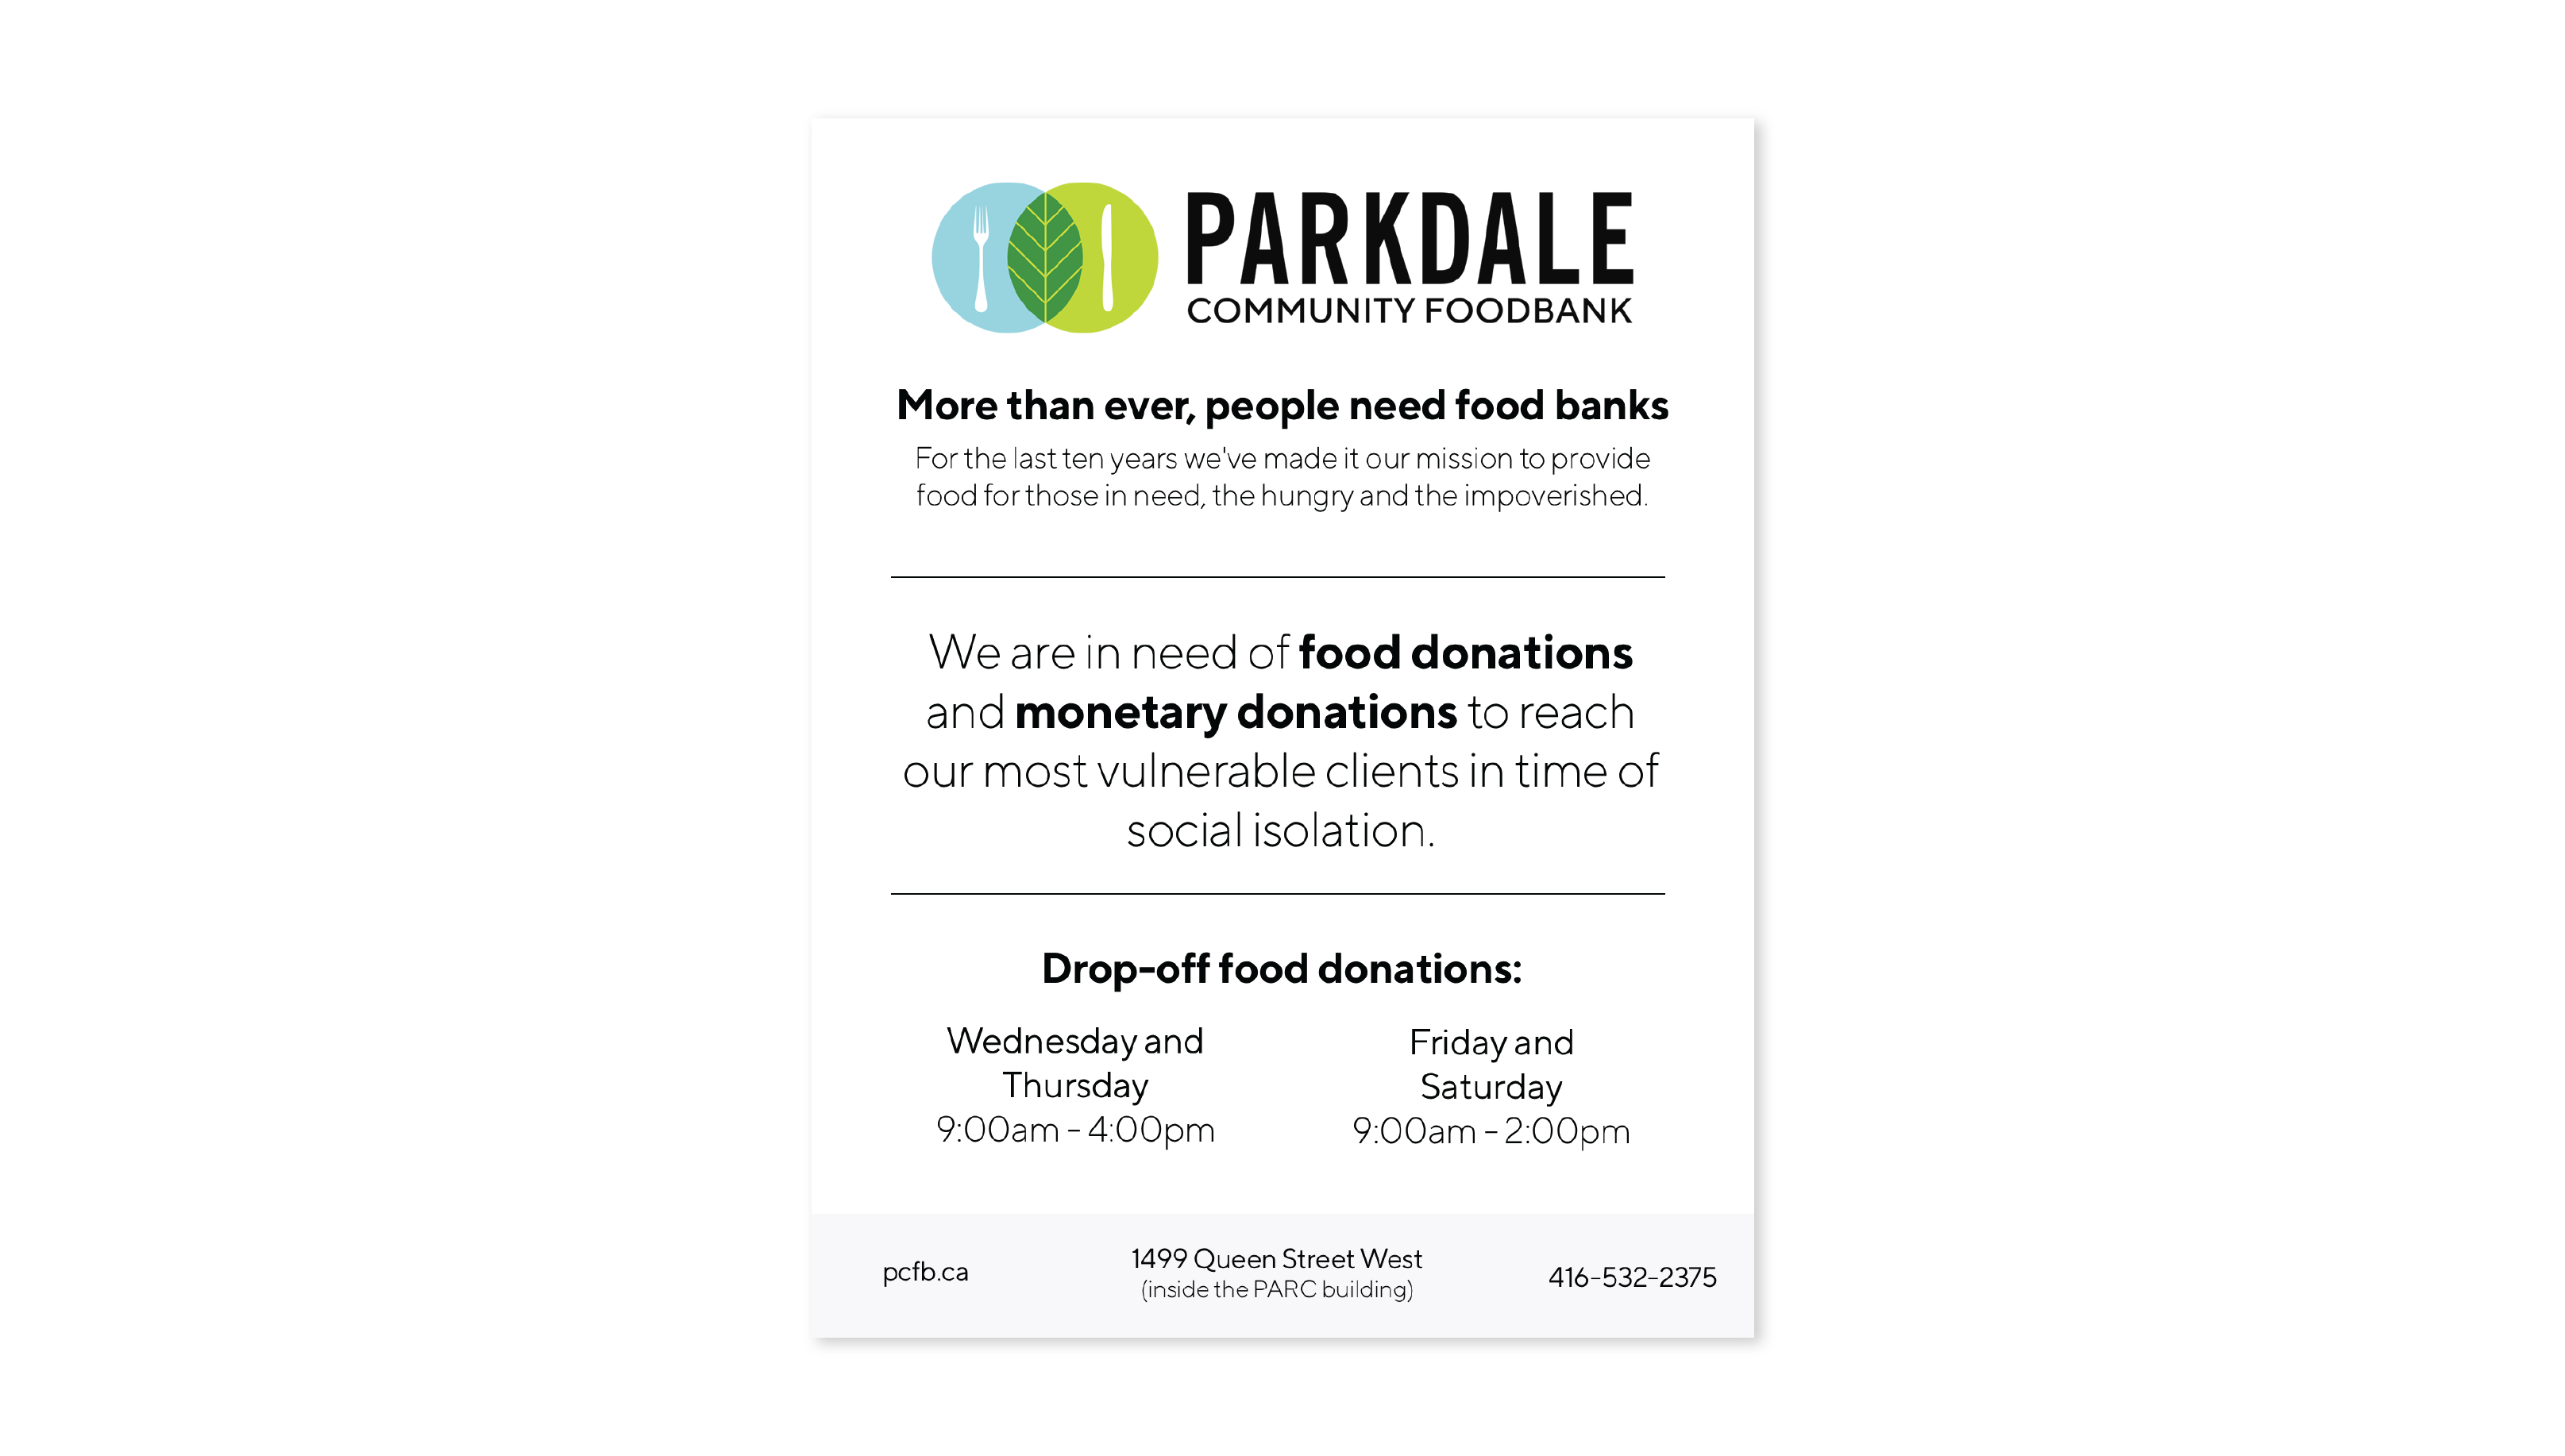 PARKDALE
COMMUNITY FOODBANK
More than ever, people need food banks
For the last ten years we've made it our mission to provide
food for those in need, the hungry and the impoverished.
We are in need of food donations
and monetary donations to reach
our most vulnerable clients in time of
social isolation.
Drop-off food donations:
Wednesday and
Thursday
9:00am - 4:00pm
Friday and
Saturday
9:00am - 2:00pm
pcfb.ca
1499 Queen Street West
(inside the PARC building)
416-532-2375